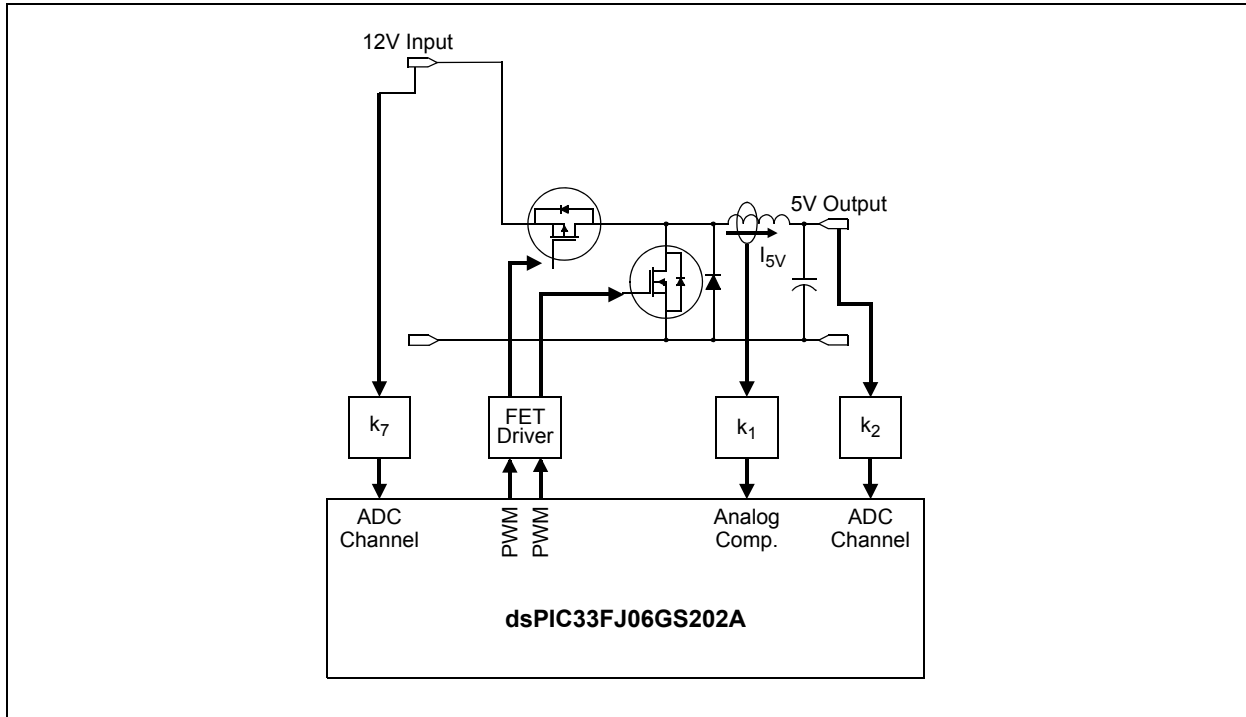 12V Input
5V Output
I5V
k7
FET
Driver
k1
k2
ADC
Channel
PWM
PWM
Analog
Comp.
ADC
Channel
dsPIC33FJ06GS202A